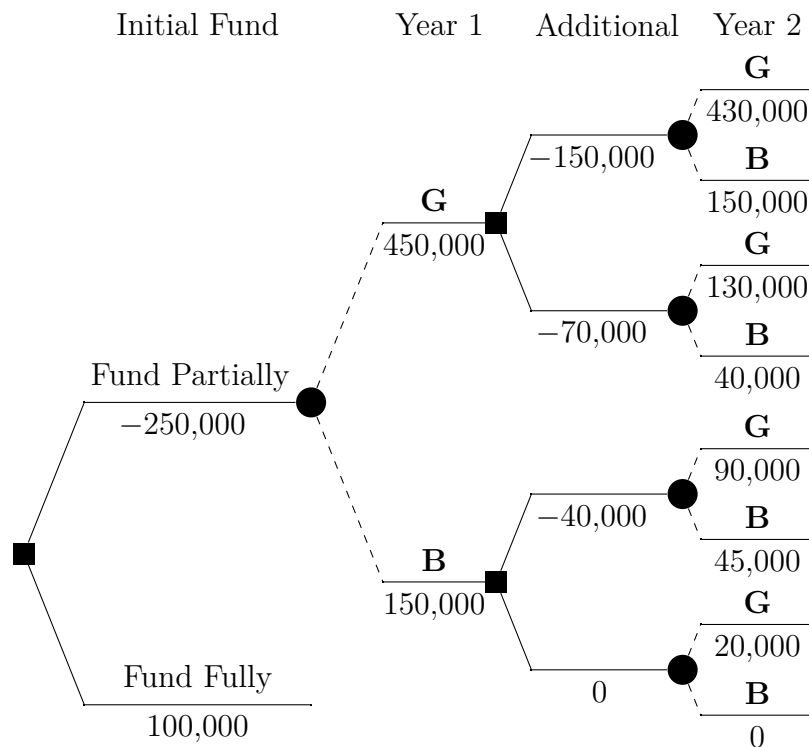 Initial Fund Year 1 Additional Year 2
G
430,000
−150,000
B
150,000
G
450,000
G
130,000
−70,000
B
40,000
Fund Partially
−250,000
G
90,000
−40,000
B
45,000
B
150,000
G
20,000
0
B
0
Fund Fully
100,000